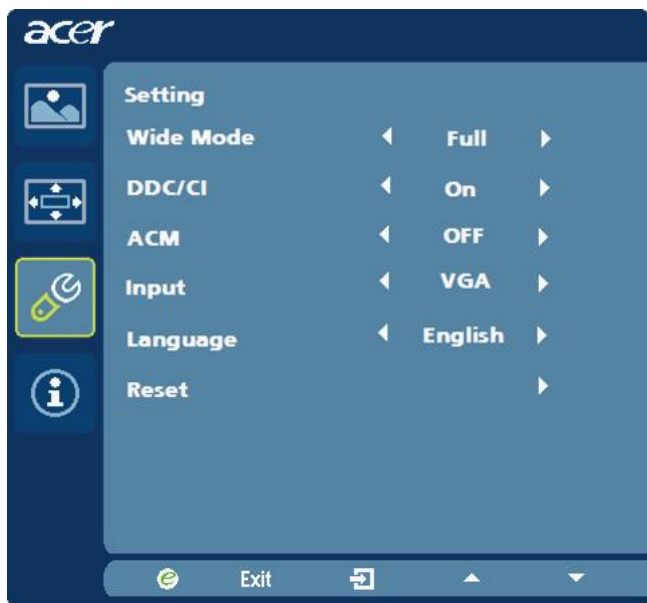 acer
Setting
Wide Mode Full
DDC/CI On
ACM OFF
Input VGA
Language English
Reset
e Exit